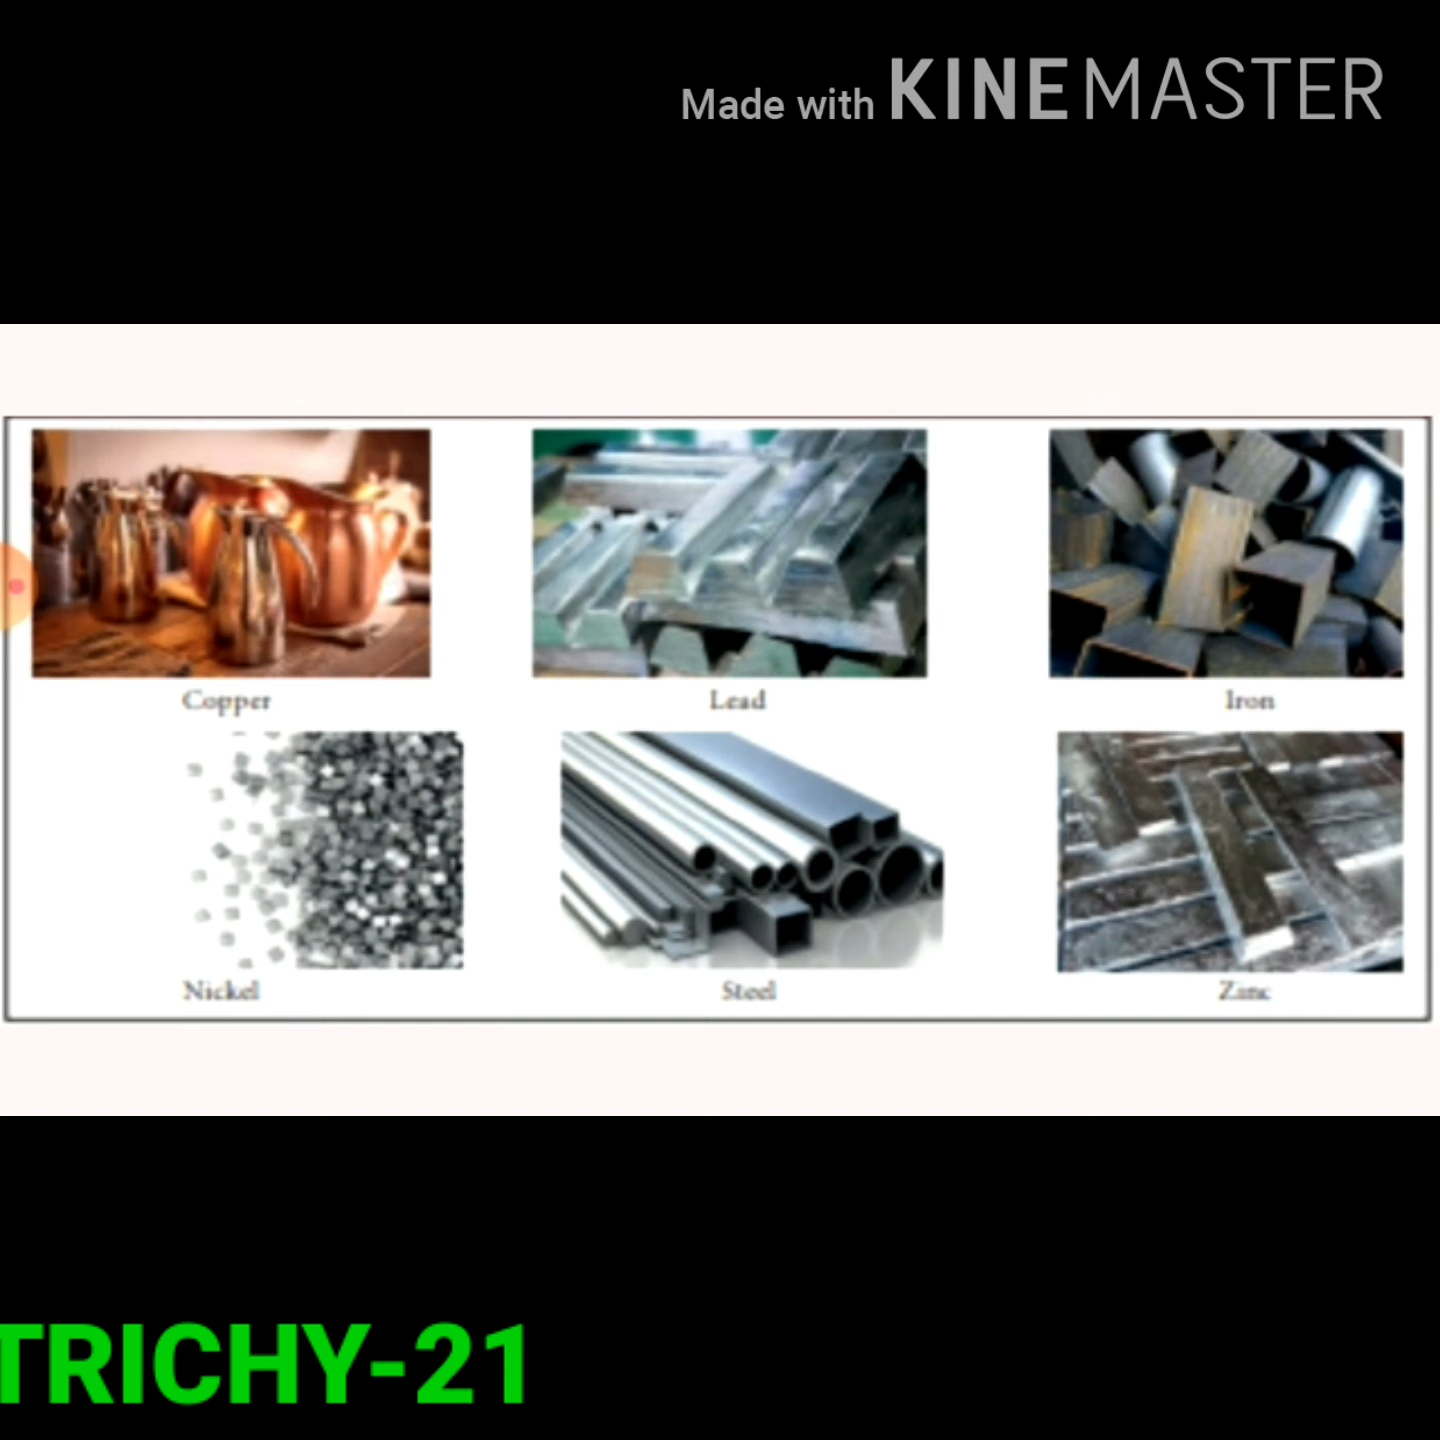 Made with KINEMASTER
Copper
Lead
Iron
Nickel
Steel
Zinc
TRICHY-21